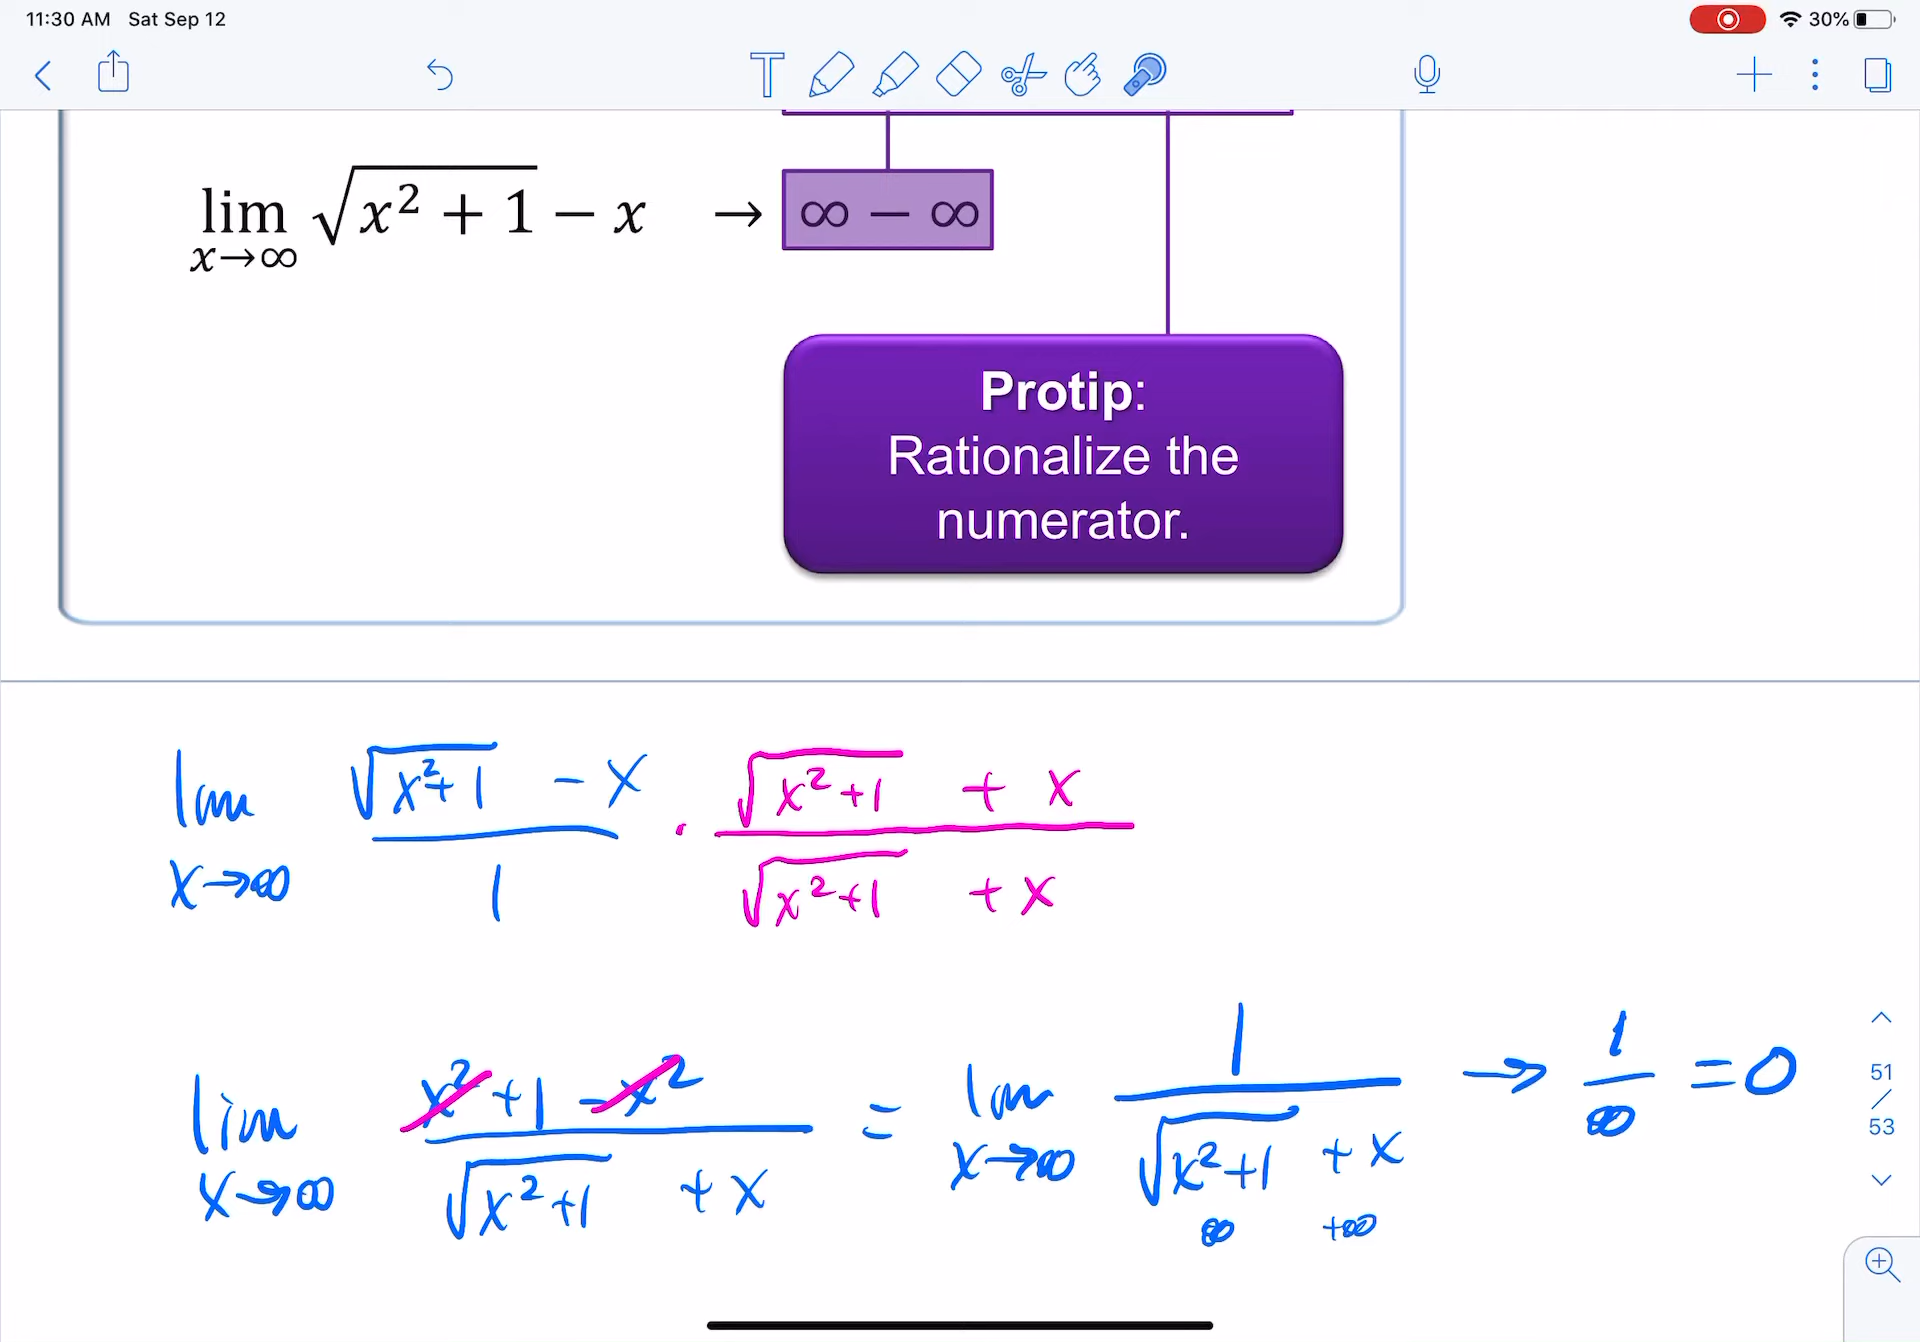 11:30 AM Sat Sep 12
30%
lim x→∞ √(x² + 1) − x → ∞ − ∞
Protip:
Rationalize the
numerator.
lim x→∞ (√(x²+1) − x)/1 · (√(x²+1) + x)/(√(x²+1) + x)
lim x→∞ (x² + 1 − x²)/(√(x²+1) + x) = lim x→∞ 1/(√(x²+1) + x) → 1/∞ = 0
∞ +∞
51
/
53